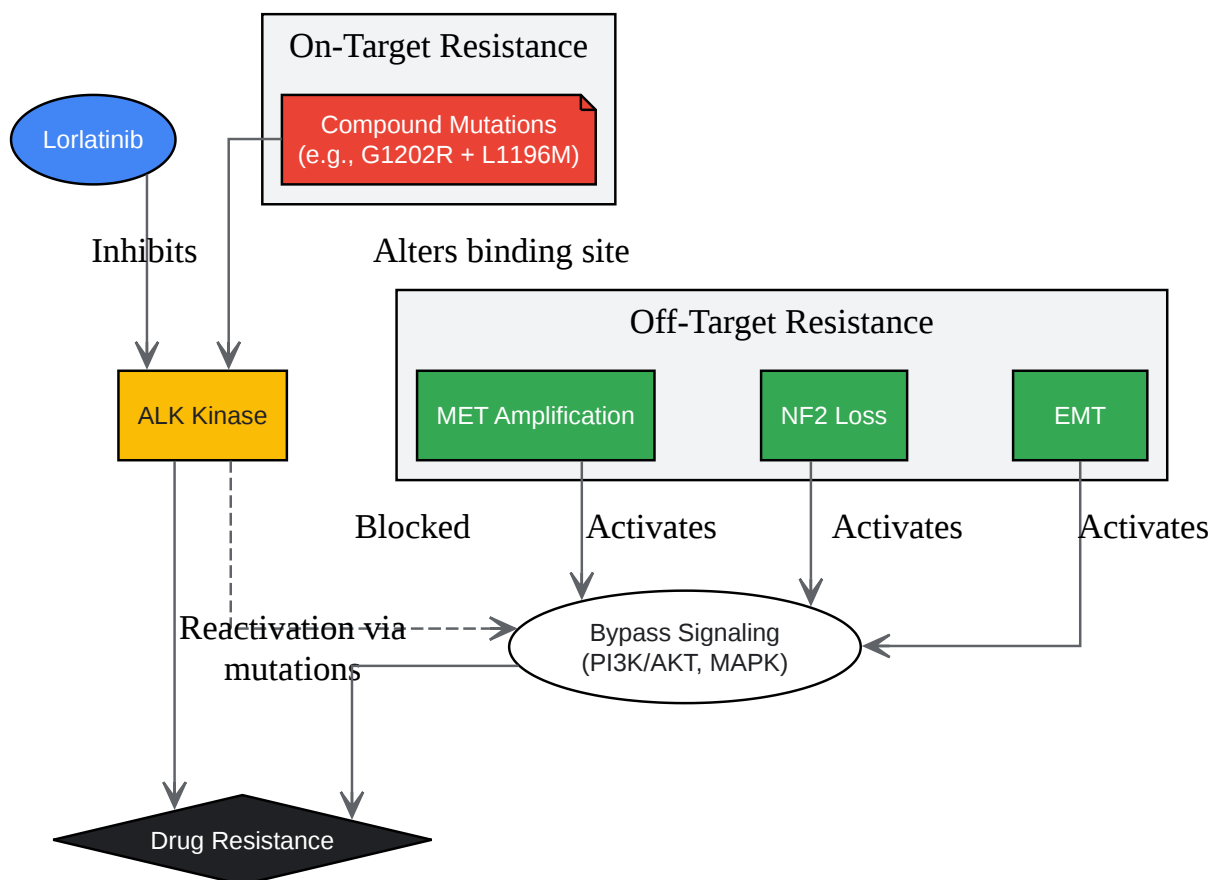 On-Target Resistance
Lorlatinib
Compound Mutations
(e.g., G1202R + L1196M)
Inhibits
Alters binding site
Off-Target Resistance
ALK Kinase
MET Amplification
NF2 Loss
EMT
Blocked
Activates
Activates
Activates
Reactivation via
mutations
Bypass Signaling
(PI3K/AKT, MAPK)
Drug Resistance